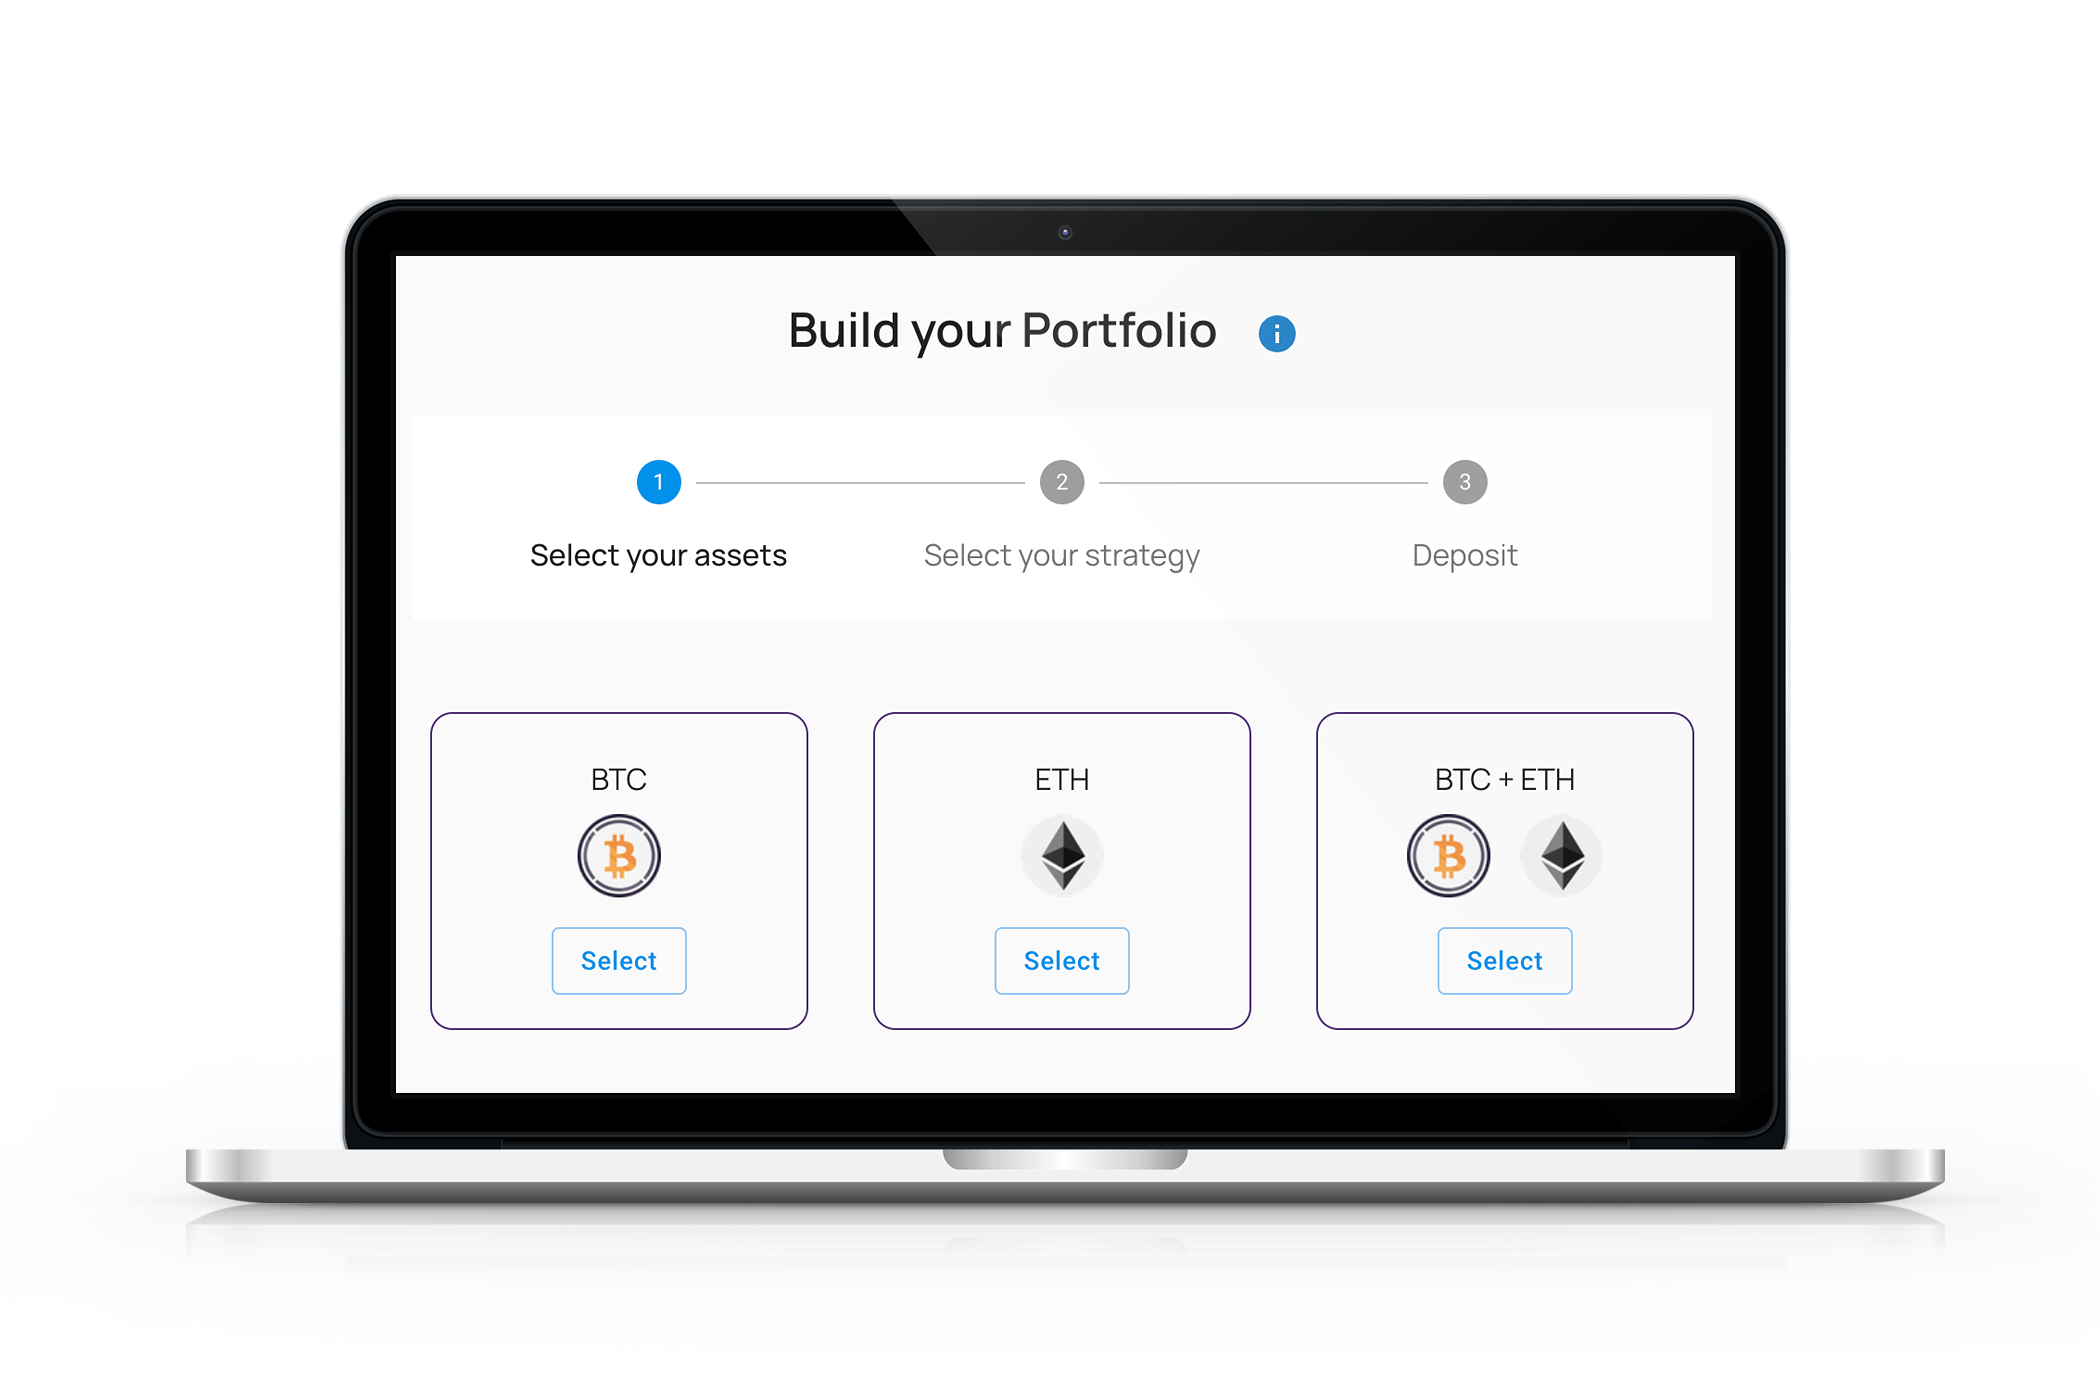 Build your Portfolio
i
1
2
3
Select your assets
Select your strategy
Deposit
BTC
ETH
BTC + ETH
Select
Select
Select